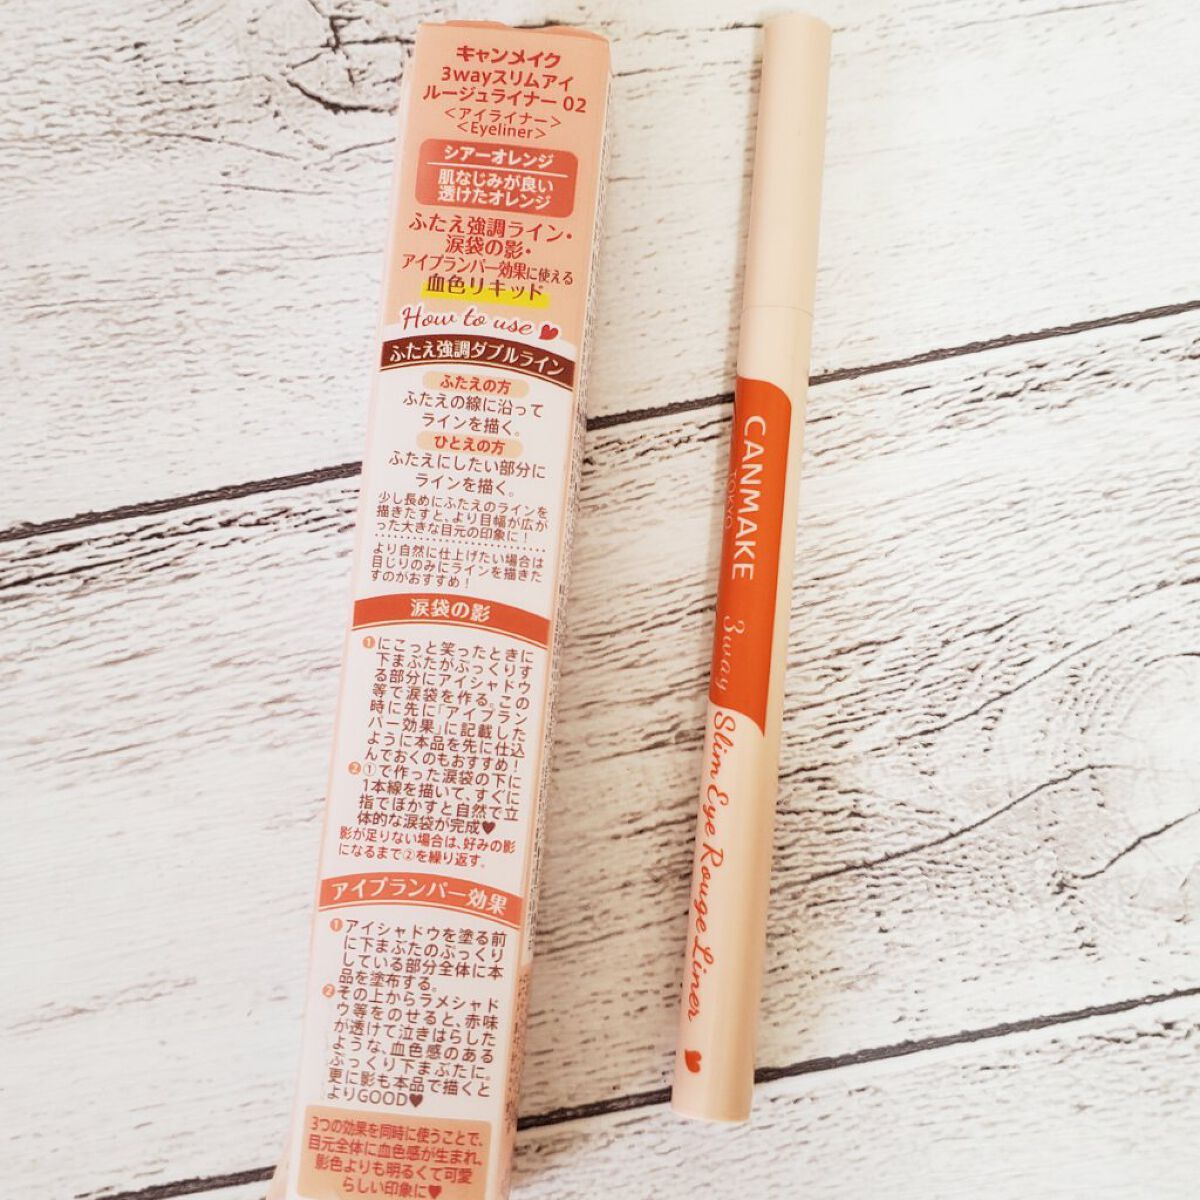 キャンメイク
3wayスリムアイ
ルージュライナー 02
<アイライナー>
<Eyeliner>
シアーオレンジ
肌なじみが良い
透けたオレンジ
ふたえ強調ライン・
涙袋の影・
アイプランパー効果に使える
血色リキッド
How to use
ふたえ強調ダブルライン
ふたえの方
ふたえの線に沿って
ラインを描く。
ひとえの方
ふたえにしたい部分に
ラインを描く。
少し長めにふたえのラインを
描きたすと、より目幅が広が
った大きな目元の印象に!
より自然に仕上げたい場合は
目じりのみにラインを描きた
すのがおすすめ!
涙袋の影
①にこっと笑ったときに
下まぶたがぷっくりす
る部分にアイシャドウ
等で涙袋を作る。この
時に先に「アイプラン
パー効果」に記載した
ように本品を先に仕込
んでおくのもおすすめ!
②①で作った涙袋の下に
1本線を描いて、すぐに
指でぼかすと自然で立
体的な涙袋が完成♥
影が足りない場合は、好みの影
になるまで②を繰り返す。
アイプランパー効果
①アイシャドウを塗る前
に下まぶたのぷっくり
している部分全体に本
品を塗布する。
②その上からラメシャド
ウ等をのせると、赤味
が透けて泣きはらした
ような、血色感のある
ぷっくり下まぶたに。
更に影も本品で描くと
よりGOOD♥
3つの効果を同時に使うことで、
目元全体に血色感が生まれ、
影色よりも明るくて可愛
らしい印象に♥
CANMAKE
TOKYO
3way Slim Eye Rouge Liner